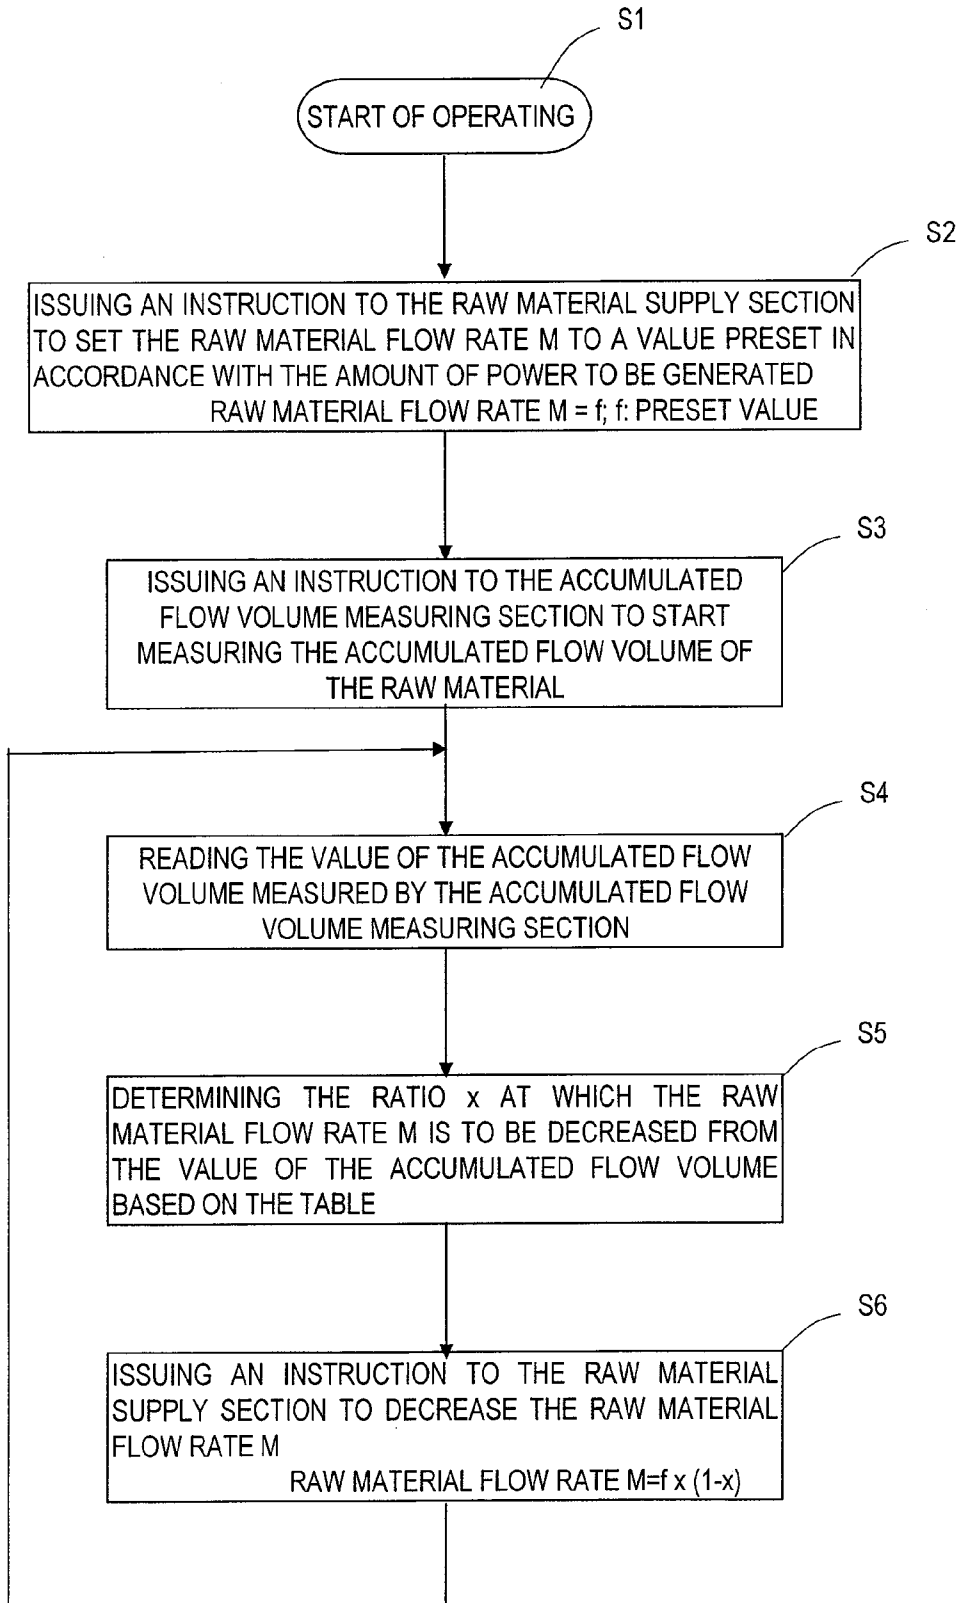 S1
START OF OPERATING
S2
ISSUING AN INSTRUCTION TO THE RAW MATERIAL SUPPLY SECTION
TO SET THE RAW MATERIAL FLOW RATE M TO A VALUE PRESET IN
ACCORDANCE WITH THE AMOUNT OF POWER TO BE GENERATED
RAW MATERIAL FLOW RATE M = f; f: PRESET VALUE
S3
ISSUING AN INSTRUCTION TO THE ACCUMULATED
FLOW VOLUME MEASURING SECTION TO START
MEASURING THE ACCUMULATED FLOW VOLUME OF
THE RAW MATERIAL
S4
READING THE VALUE OF THE ACCUMULATED FLOW
VOLUME MEASURED BY THE ACCUMULATED FLOW
VOLUME MEASURING SECTION
S5
DETERMINING THE RATIO x AT WHICH THE RAW
MATERIAL FLOW RATE M IS TO BE DECREASED FROM
THE VALUE OF THE ACCUMULATED FLOW VOLUME
BASED ON THE TABLE
S6
ISSUING AN INSTRUCTION TO THE RAW MATERIAL
SUPPLY SECTION TO DECREASE THE RAW MATERIAL
FLOW RATE M
RAW MATERIAL FLOW RATE M=f x (1-x)